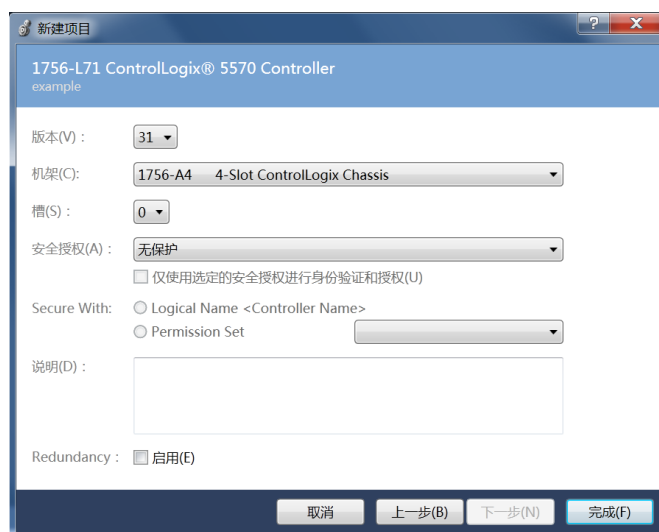 新建项目
1756-L71 ControlLogix® 5570 Controller
example
版本(V)： 31
机架(C): 1756-A4 4-Slot ControlLogix Chassis
槽(S)： 0
安全授权(A)： 无保护
仅使用选定的安全授权进行身份验证和授权(U)
Secure With: Logical Name <Controller Name>
Permission Set
说明(D)：
Redundancy： 启用(E)
取消 上一步(B) 下一步(N) 完成(F)